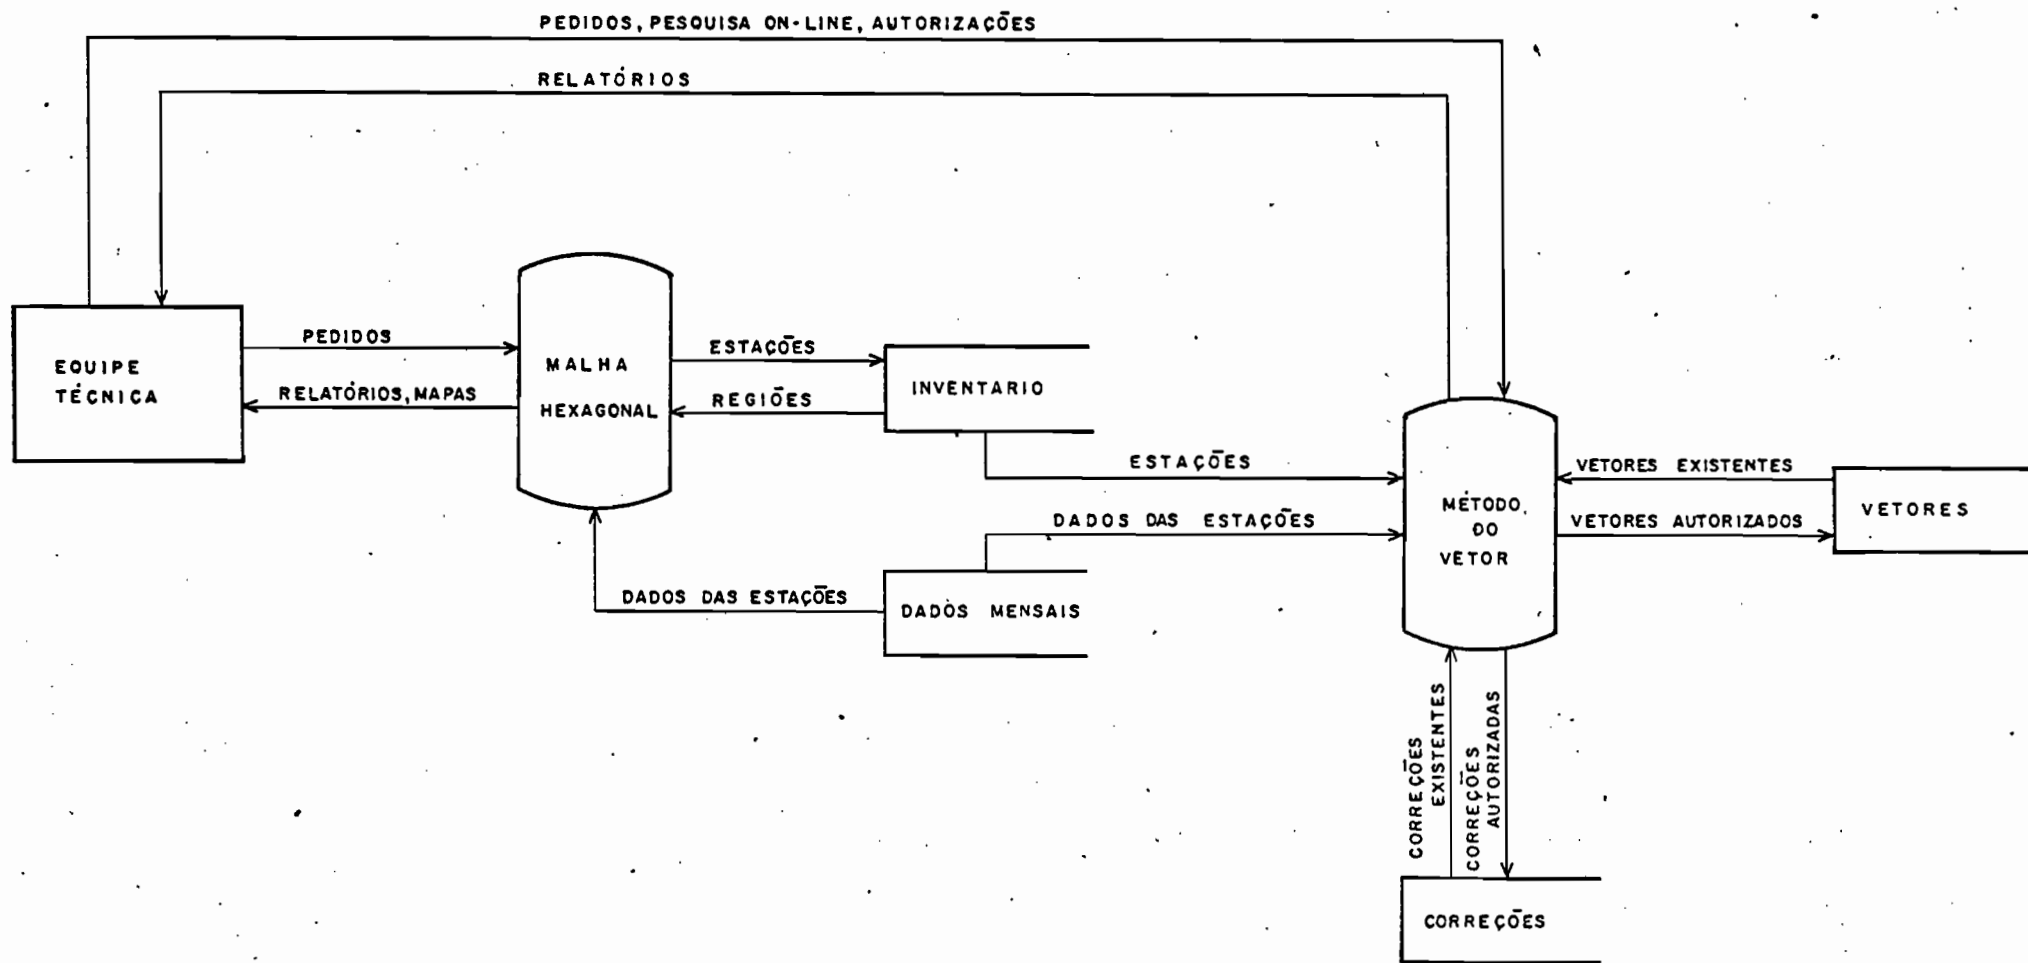 PEDIDOS, PESQUISA ON-LINE, AUTORIZAÇÕES
RELATÓRIOS
EQUIPE
TÉCNICA
PEDIDOS
RELATÓRIOS, MAPAS
MALHA
HEXAGONAL
ESTAÇÕES
REGIÕES
INVENTARIO
ESTAÇÕES
DADOS DAS ESTAÇÕES
DADOS DAS ESTAÇÕES
DADOS MENSAIS
MÉTODO
DO
VETOR
VETORES EXISTENTES
VETORES AUTORIZADOS
VETORES
CORREÇÕES
EXISTENTES
CORREÇÕES
AUTORIZADAS
CORREÇÕES